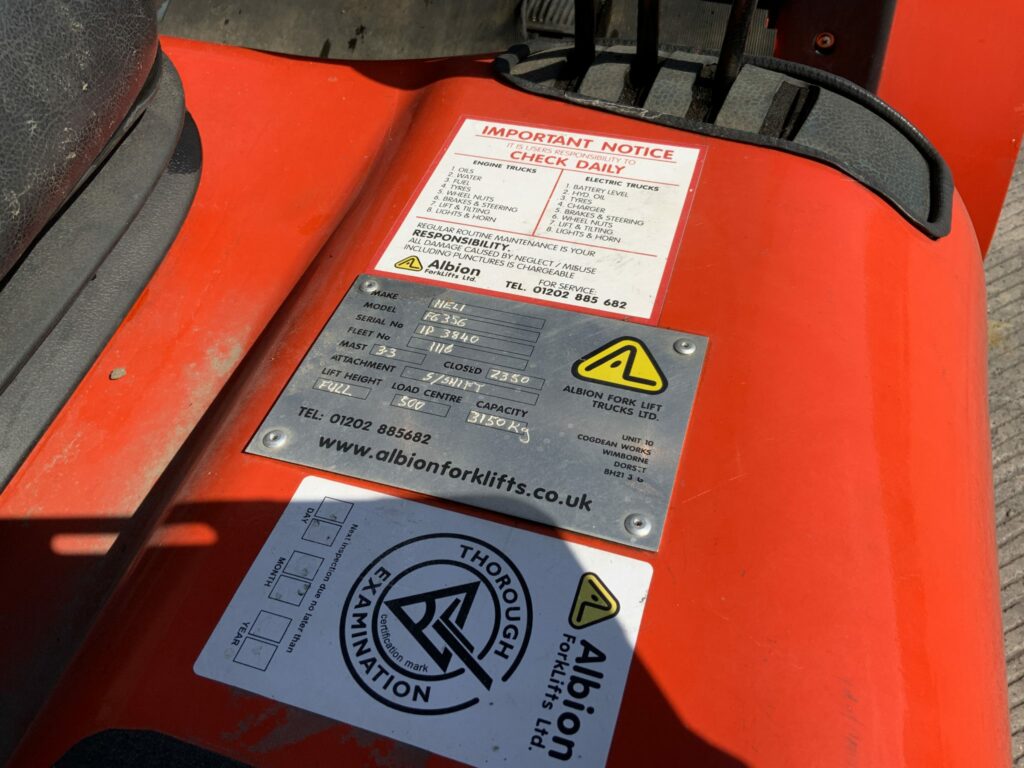 IMPORTANT NOTICE
IT IS USERS RESPONSIBILITY TO
CHECK DAILY
ENGINE TRUCKS
1. OILS
2. WATER
3. FUEL
4. TYRES
5. WHEEL NUTS
6. BRAKES & STEERING
7. LIFT & TILTING
8. LIGHTS & HORN
ELECTRIC TRUCKS
1. BATTERY LEVEL
2. HYD. OIL
3. TYRES
4. CHARGER
5. BRAKES & STEERING
6. WHEEL NUTS
7. LIFT & TILTING
8. LIGHTS & HORN
REGULAR ROUTINE MAINTENANCE IS YOUR
RESPONSIBILITY.
ALL DAMAGE CAUSED BY NEGLECT / MISUSE
INCLUDING PUNCTURES IS CHARGEABLE
Albion
ForkLifts Ltd.
FOR SERVICE:
TEL. 01202 885 682
MAKE HELI
MODEL FG35G
SERIAL No IP 3840
FLEET No 1116
MAST 3.3 CLOSED 2350
ATTACHMENT S/SHIFT
LIFT HEIGHT LOAD CENTRE CAPACITY
FULL 500 3150Kg
TEL: 01202 885682
www.albionforklifts.co.uk
ALBION FORK LIFT
TRUCKS LTD.
UNIT 10
COGDEAN WORKS
WIMBORNE
DORSET
BH21 3
THOROUGH
EXAMINATION
certification mark
Next inspection due no later than
DAY
MONTH
YEAR
Albion
ForkLifts Ltd.